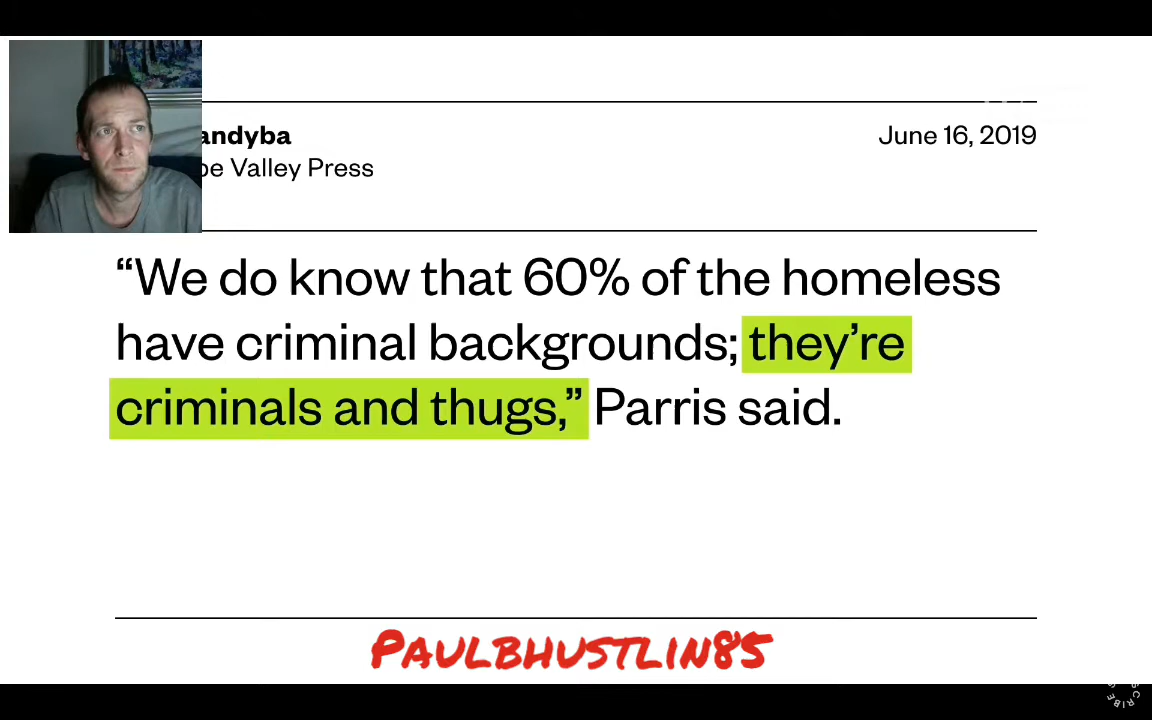 andyba
June 16, 2019
pe Valley Press
“We do know that 60% of the homeless
have criminal backgrounds; they’re
criminals and thugs,” Parris said.
PAULBHUSTLIN85